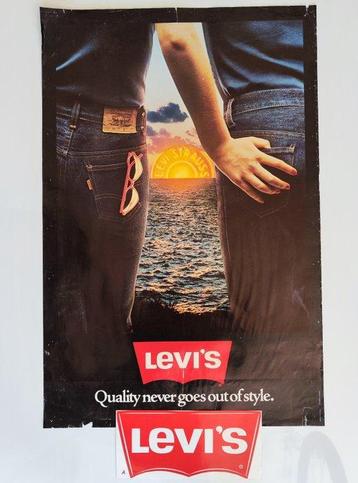 LEVI STRAUSS
LEVI'S
Quality never goes out of style.
LEVI'S
A
®